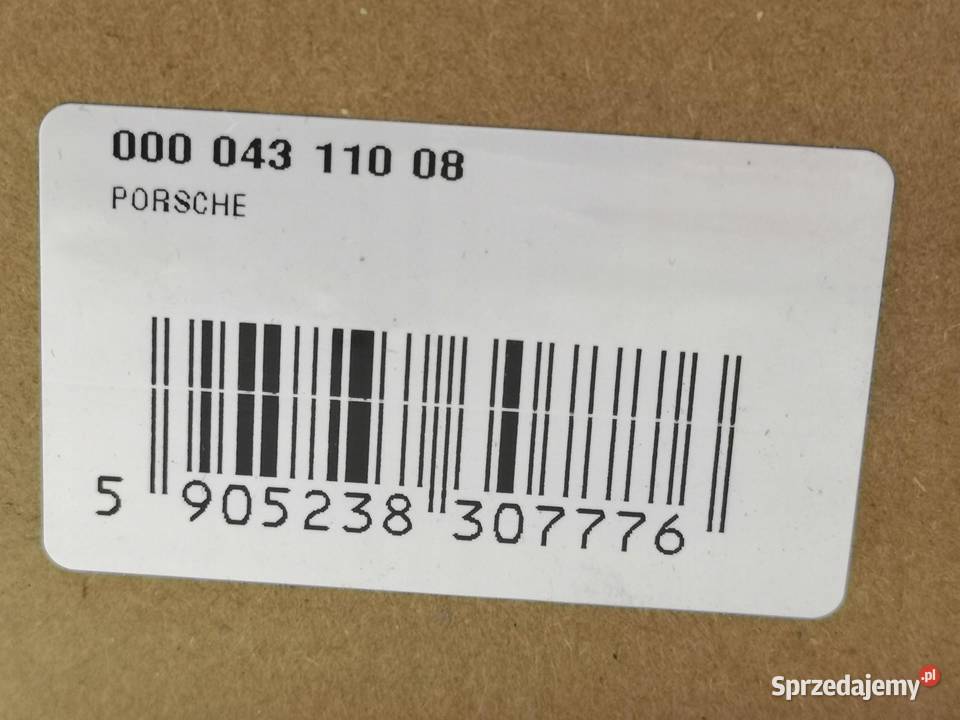 000 043 110 08
PORSCHE
5 905238 307776
Sprzedajemy.pl